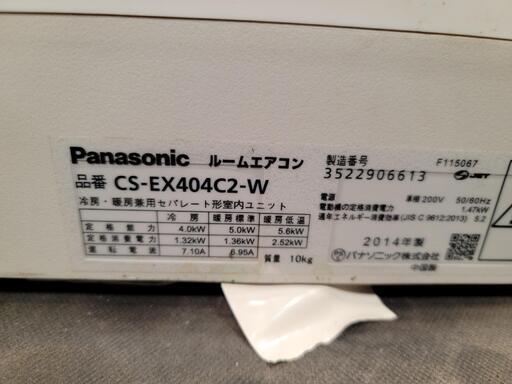 Panasonic ルームエアコン
品番 CS-EX404C2-W
冷房・暖房兼用セパレート形室内ユニット
冷房 暖房標準 暖房低温
定格能力 4.0kW 5.0kW 5.6kW
定格消費電力 1.32kW 1.36kW 2.52kW
運転電流 7.10A 6.95A
質量 10kg
製造番号 F115067
3522906613
JET
電源 単相 200V 50/60Hz
電動機の定格消費電力 1.47kW
通年エネルギー消費効率(JIS C 9612:2013) 5.2
2014年製
パナソニック株式会社
中国製